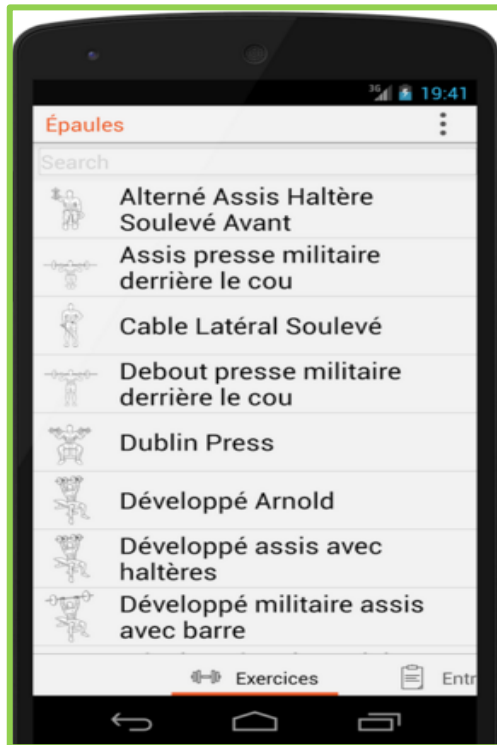 3G 19:41
Épaules
Search
Alterné Assis Haltère
Soulevé Avant
Assis presse militaire
derrière le cou
Cable Latéral Soulevé
Debout presse militaire
derrière le cou
Dublin Press
Développé Arnold
Développé assis avec
haltères
Développé militaire assis
avec barre
Exercices Entr